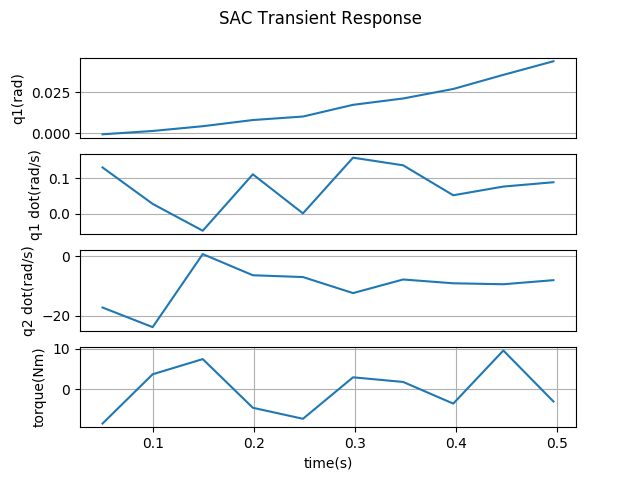 SAC Transient Response
q1(rad)
0.025
0.000
q1 dot(rad/s)
0.1
0.0
q2 dot(rad/s)
0
−20
torque(Nm)
10
0
0.1 0.2 0.3 0.4 0.5
time(s)